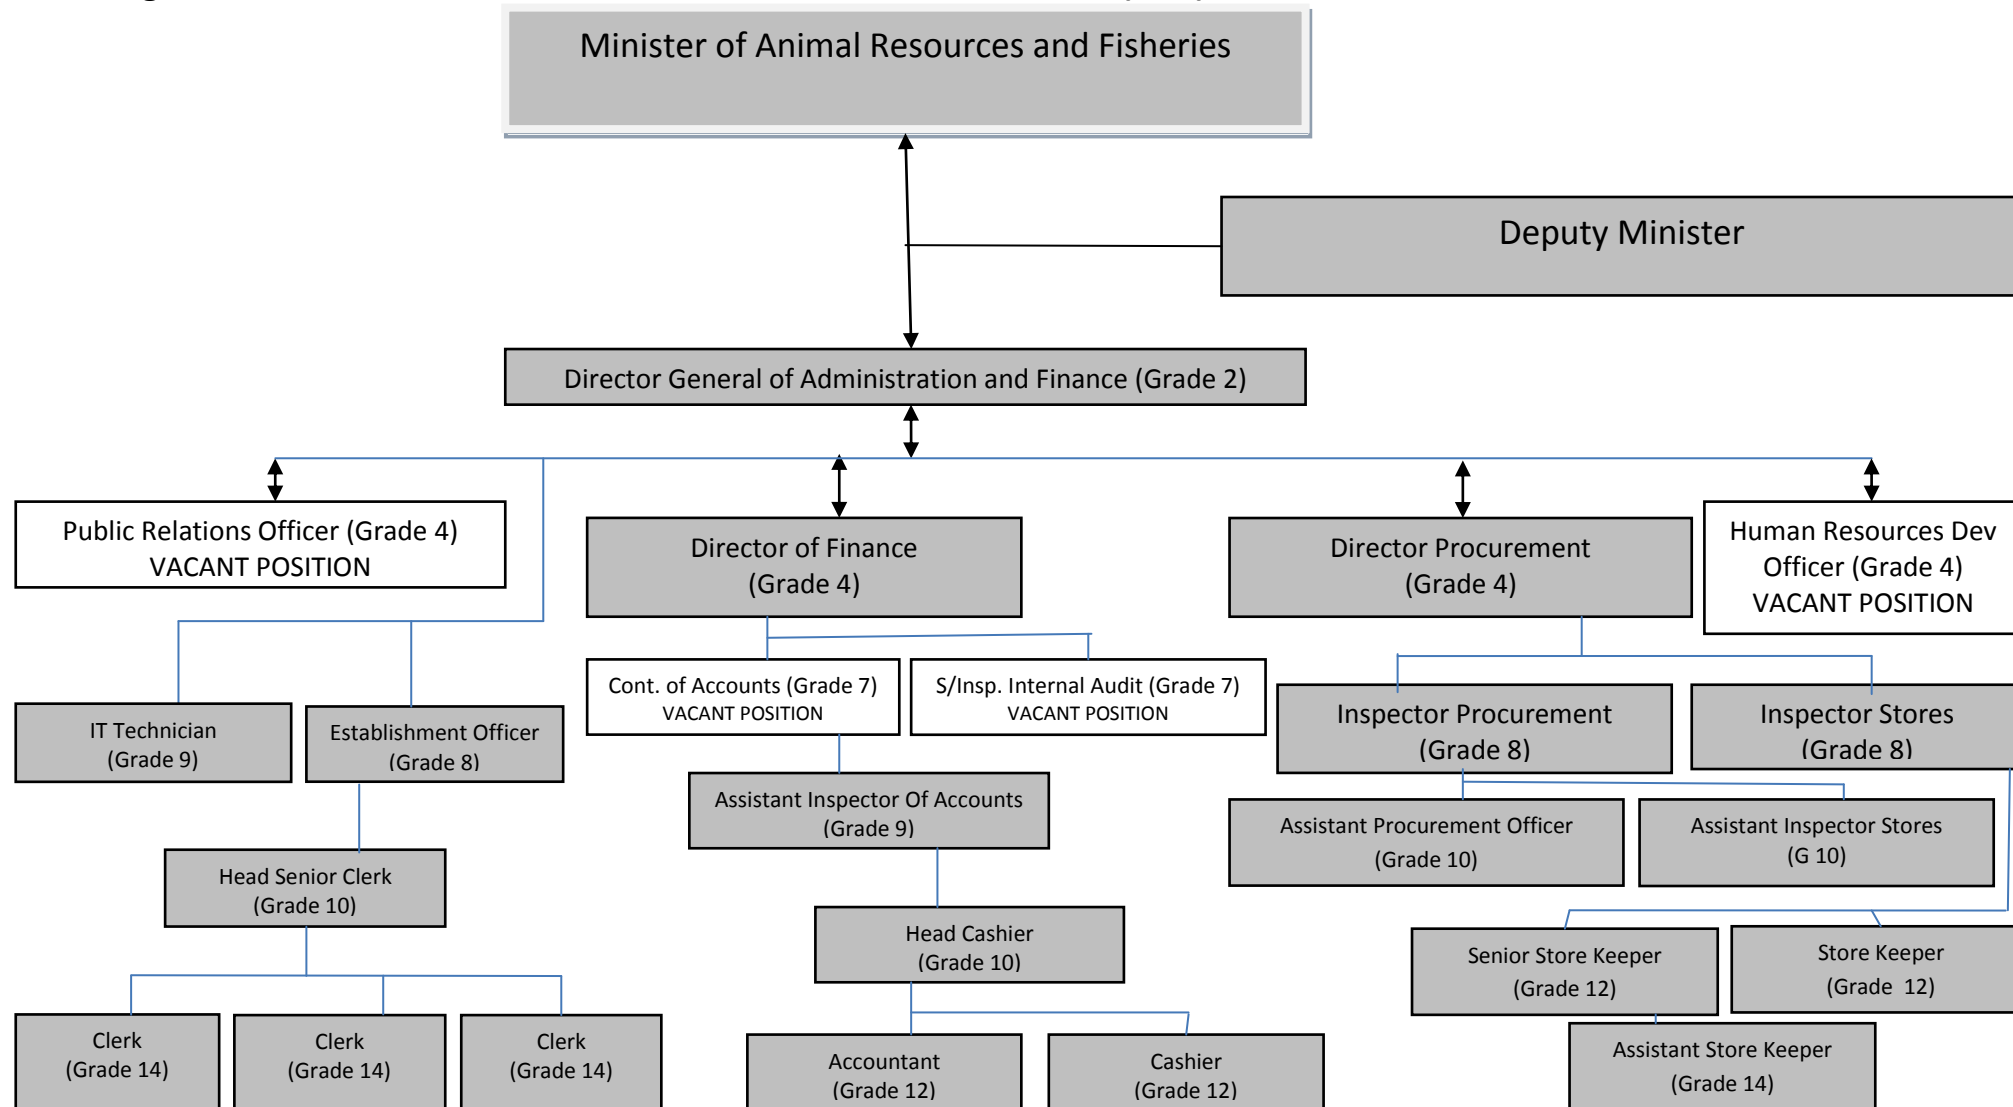 Minister of Animal Resources and Fisheries
Deputy Minister
Director General of Administration and Finance (Grade 2)
Public Relations Officer (Grade 4)
VACANT POSITION
Director of Finance
(Grade 4)
Director Procurement
(Grade 4)
Human Resources Dev
Officer (Grade 4)
VACANT POSITION
IT Technician
(Grade 9)
Establishment Officer
(Grade 8)
Cont. of Accounts (Grade 7)
VACANT POSITION
S/Insp. Internal Audit (Grade 7)
VACANT POSITION
Inspector Procurement
(Grade 8)
Inspector Stores
(Grade 8)
Assistant Inspector Of Accounts
(Grade 9)
Assistant Procurement Officer
(Grade 10)
Assistant Inspector Stores
(G 10)
Head Senior Clerk
(Grade 10)
Head Cashier
(Grade 10)
Senior Store Keeper
(Grade 12)
Store Keeper
(Grade  12)
Clerk
(Grade 14)
Clerk
(Grade 14)
Clerk
(Grade 14)
Accountant
(Grade 12)
Cashier
(Grade 12)
Assistant Store Keeper
(Grade 14)